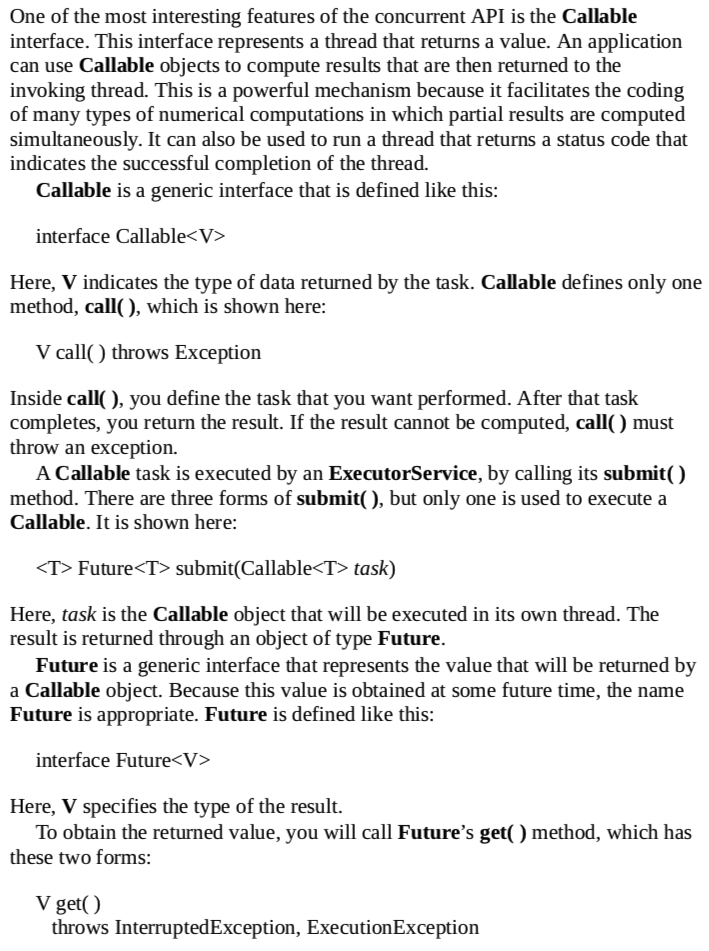 One of the most interesting features of the concurrent API is the Callable
interface. This interface represents a thread that returns a value. An application
can use Callable objects to compute results that are then returned to the
invoking thread. This is a powerful mechanism because it facilitates the coding
of many types of numerical computations in which partial results are computed
simultaneously. It can also be used to run a thread that returns a status code that
indicates the successful completion of the thread.
Callable is a generic interface that is defined like this:
interface Callable<V>
Here, V indicates the type of data returned by the task. Callable defines only one
method, call( ), which is shown here:
V call( ) throws Exception
Inside call( ), you define the task that you want performed. After that task
completes, you return the result. If the result cannot be computed, call( ) must
throw an exception.
A Callable task is executed by an ExecutorService, by calling its submit( )
method. There are three forms of submit( ), but only one is used to execute a
Callable. It is shown here:
<T> Future<T> submit(Callable<T> task)
Here, task is the Callable object that will be executed in its own thread. The
result is returned through an object of type Future.
Future is a generic interface that represents the value that will be returned by
a Callable object. Because this value is obtained at some future time, the name
Future is appropriate. Future is defined like this:
interface Future<V>
Here, V specifies the type of the result.
To obtain the returned value, you will call Future’s get( ) method, which has
these two forms:
V get( )
throws InterruptedException, ExecutionException